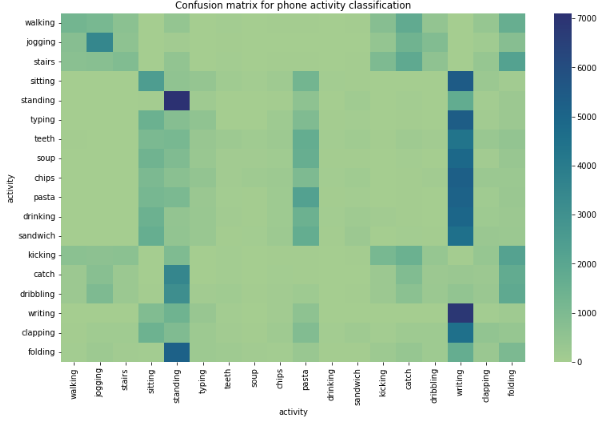 Confusion matrix for phone activity classification
activity
walking
jogging
stairs
sitting
standing
typing
teeth
soup
chips
pasta
drinking
sandwich
kicking
catch
dribbling
writing
clapping
folding
walking
jogging
stairs
sitting
standing
typing
teeth
soup
chips
pasta
drinking
sandwich
kicking
catch
dribbling
writing
clapping
folding
activity
7000
6000
5000
4000
3000
2000
1000
0